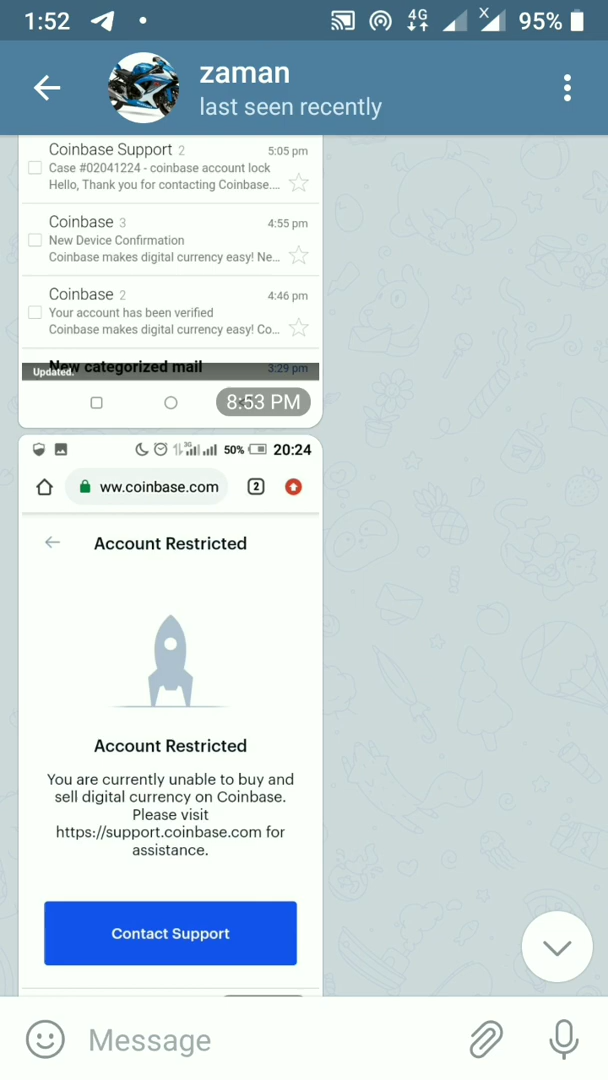 1:52
4G
X
95%
zaman
last seen recently
Coinbase Support 2
5:05 pm
Case #02041224 - coinbase account lock
Hello, Thank you for contacting Coinbase....
Coinbase 3
4:55 pm
New Device Confirmation
Coinbase makes digital currency easy! Ne...
Coinbase 2
4:46 pm
Your account has been verified
Coinbase makes digital currency easy! Co...
New categorized mail
3:29 pm
Updated.
8:53 PM
3G
50%
20:24
ww.coinbase.com
2
Account Restricted
Account Restricted
You are currently unable to buy and
sell digital currency on Coinbase.
Please visit
https://support.coinbase.com for
assistance.
Contact Support
Message